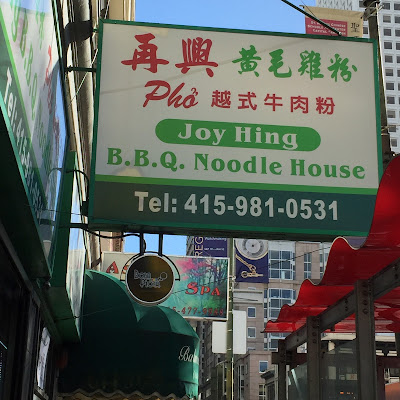 再興 黃毛雞粉
Phở 越式牛肉粉
Joy Hing
B.B.Q. Noodle House
Tel: 415-981-0531
Spa